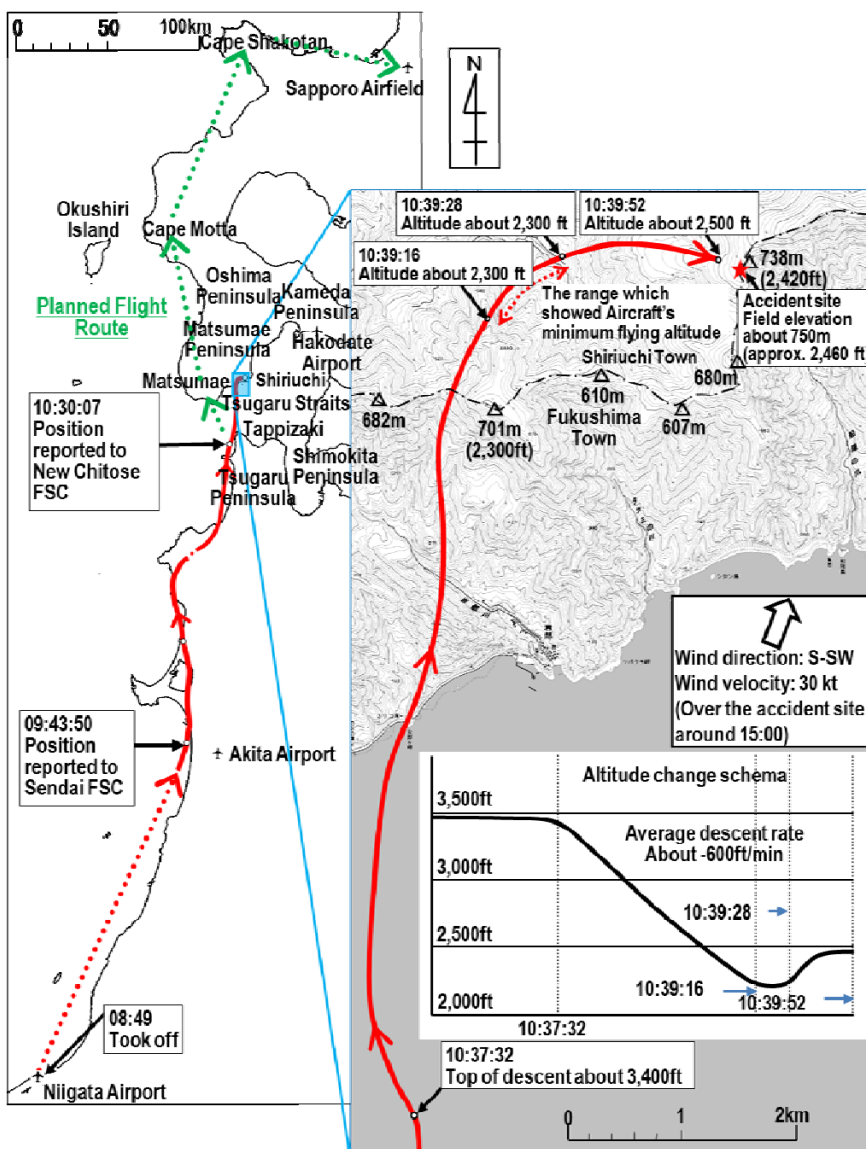 0
50
100km
Cape Shakotan
Sapporo Airfield
N
Okushiri
Island
Cape Motta
Planned Flight
Route
Oshima
Peninsula
Kameda
Peninsula
Matsumae
Peninsula
Hakodate
Airport
Matsunae
Shiriuchi
Tsugaru Straits
Tappizaki
10:30:07
Position
reported to
New Chitose
FSC
Shimokita
Peninsula
Tsugaru
Peninsula
09:43:50
Position
reported to
Sendai FSC
Akita Airport
08:49
Took off
Niigata Airport
10:39:28
Altitude about 2,300 ft
10:39:52
Altitude about 2,500 ft
10:39:16
Altitude about 2,300 ft
738m
(2,420ft)
The range which
showed Aircraft's
minimum flying altitude
Accident site
Field elevation
about 750m
(approx. 2,460 ft)
Shiriuchi Town
680m
610m
682m
701m
(2,300ft)
Fukushima
Town
607m
Wind direction: S-SW
Wind velocity: 30 kt
(Over the accident site
around 15:00)
Altitude change schema
3,500ft
Average descent rate
About -600ft/min
3,000ft
10:39:28
2,500ft
10:39:16
10:39:52
2,000ft
10:37:32
10:37:32
Top of descent about 3,400ft
0
1
2km